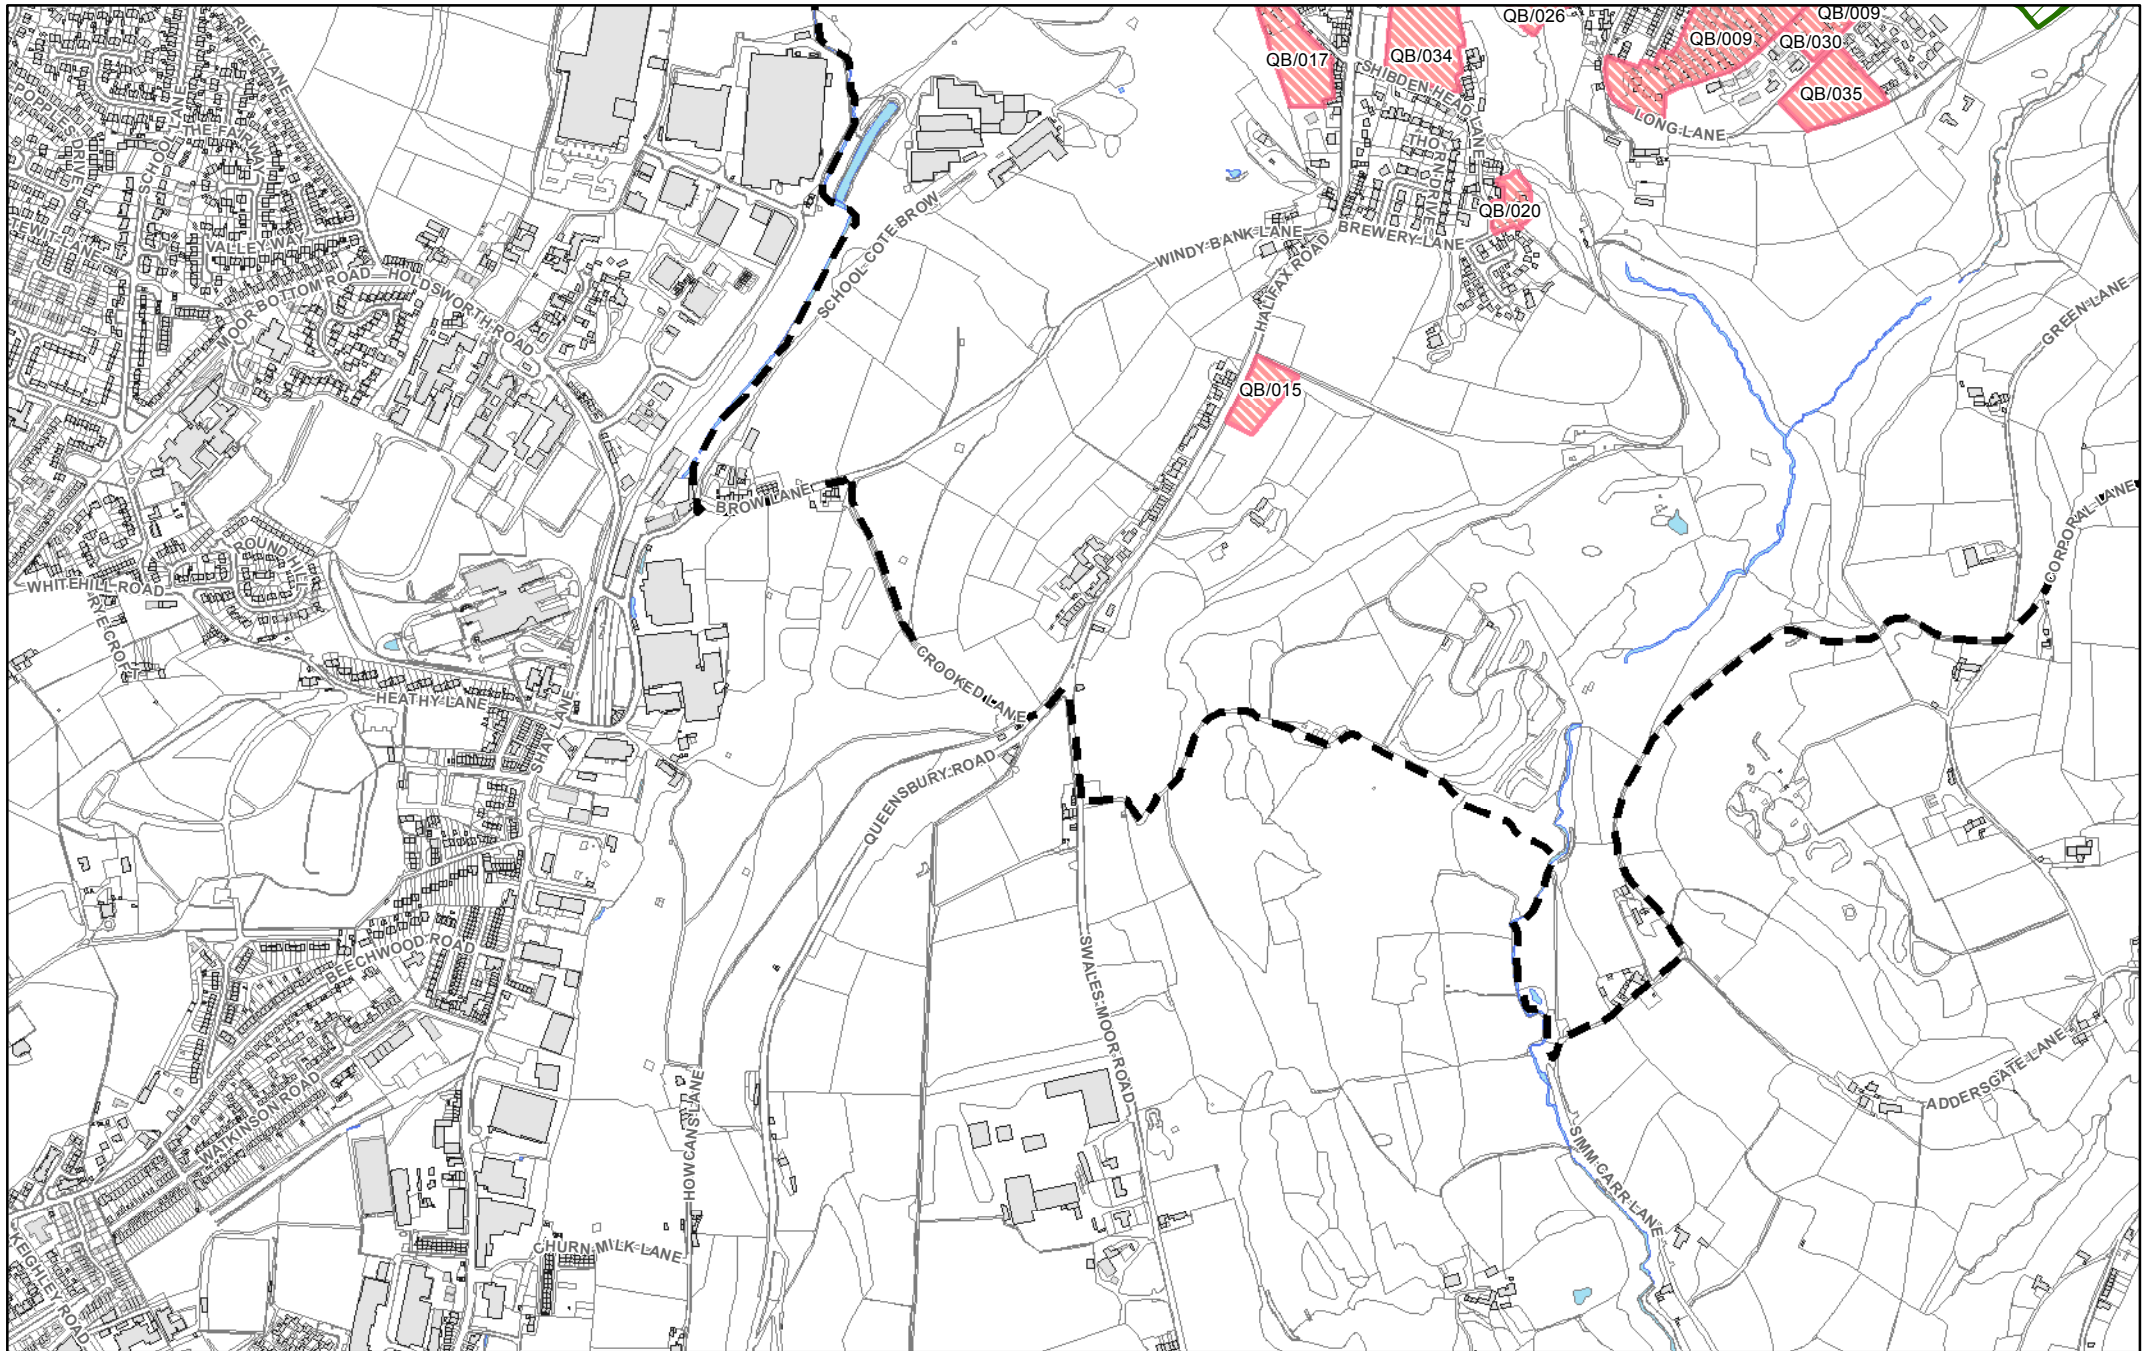 QB/026
QB/009
QB/009
QB/030
QB/017
QB/034
QB/035
RILEY LANE
POPPLES DRIVE
SCHOOL LANE
THE FAIRWAY
SHIBDEN HEAD LANE
LONG LANE
THORN DRIVE
QB/020
VALLEY WAY
BREWERY LANE
WINDY BANK LANE
HALIFAX ROAD
SCHOOL COTE BROW
MOOR BOTTOM ROAD
HOLDSWORTH ROAD
GREEN LANE
QB/015
BROW LANE
CORPORAL LANE
ROUND HILL
WHITEHILL ROAD
RYECROFT
CROOKED LANE
HEATHY LANE
SHAY LANE
QUEENSBURY ROAD
BEECHWOOD ROAD
SWALES MOOR ROAD
WATKINSON ROAD
HOWCANS LANE
ADDERSGATE LANE
SIMM CARR LANE
CHURN MILK LANE
KEIGHLEY ROAD